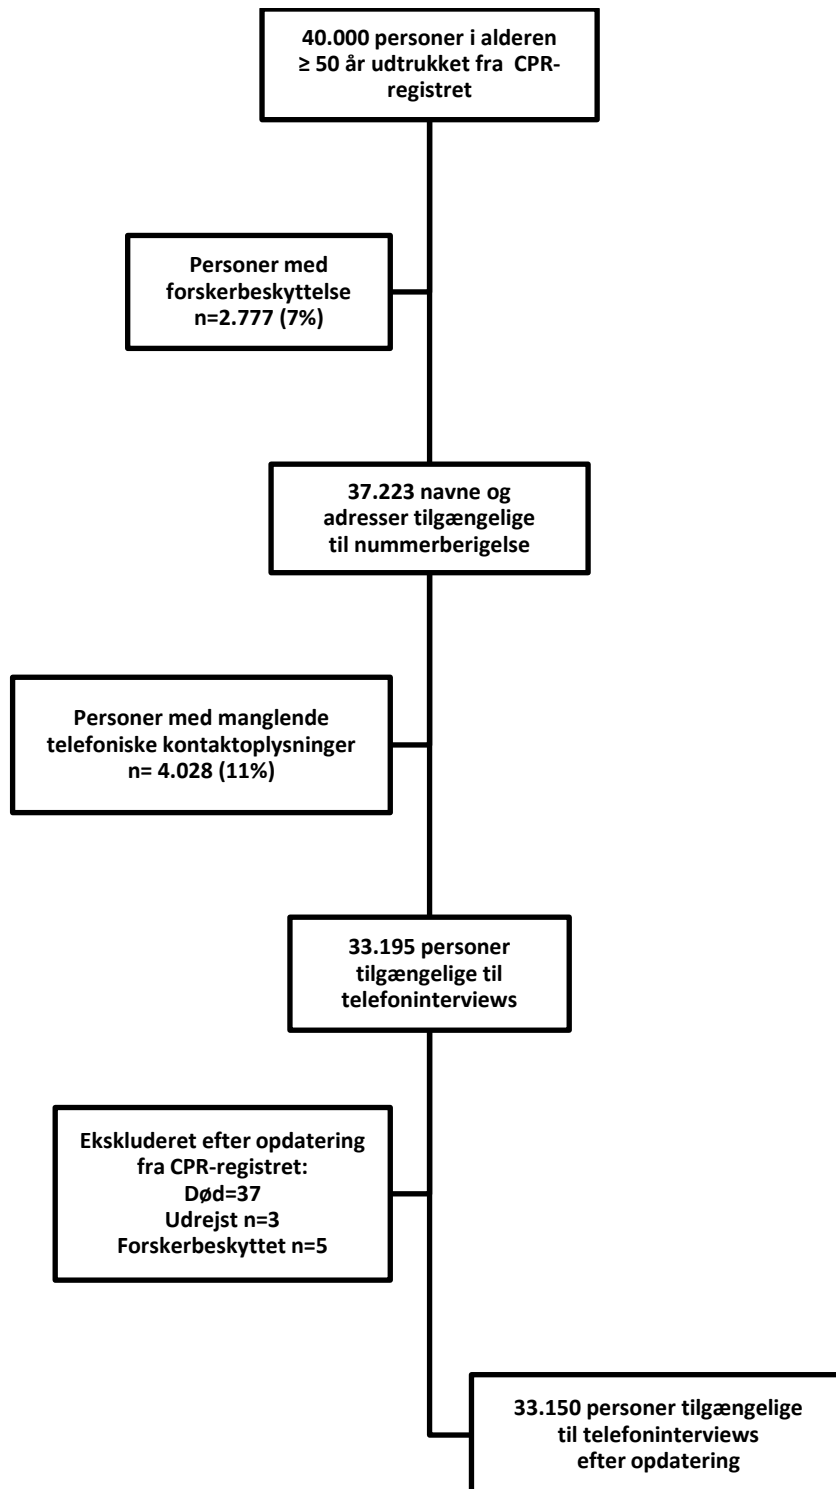 40.000 personer i alderen
≥ 50 år udtrukket fra CPR-
registret
Personer med
forskerbeskyttelse
n=2.777 (7%)
37.223 navne og
adresser tilgængelige
til nummerberigelse
Personer med manglende
telefoniske kontaktoplysninger
n= 4.028 (11%)
33.195 personer
tilgængelige til
telefoninterviews
Ekskluderet efter opdatering
fra CPR-registret:
Død=37
Udrejst n=3
Forskerbeskyttet n=5
33.150 personer tilgængelige
til telefoninterviews
efter opdatering